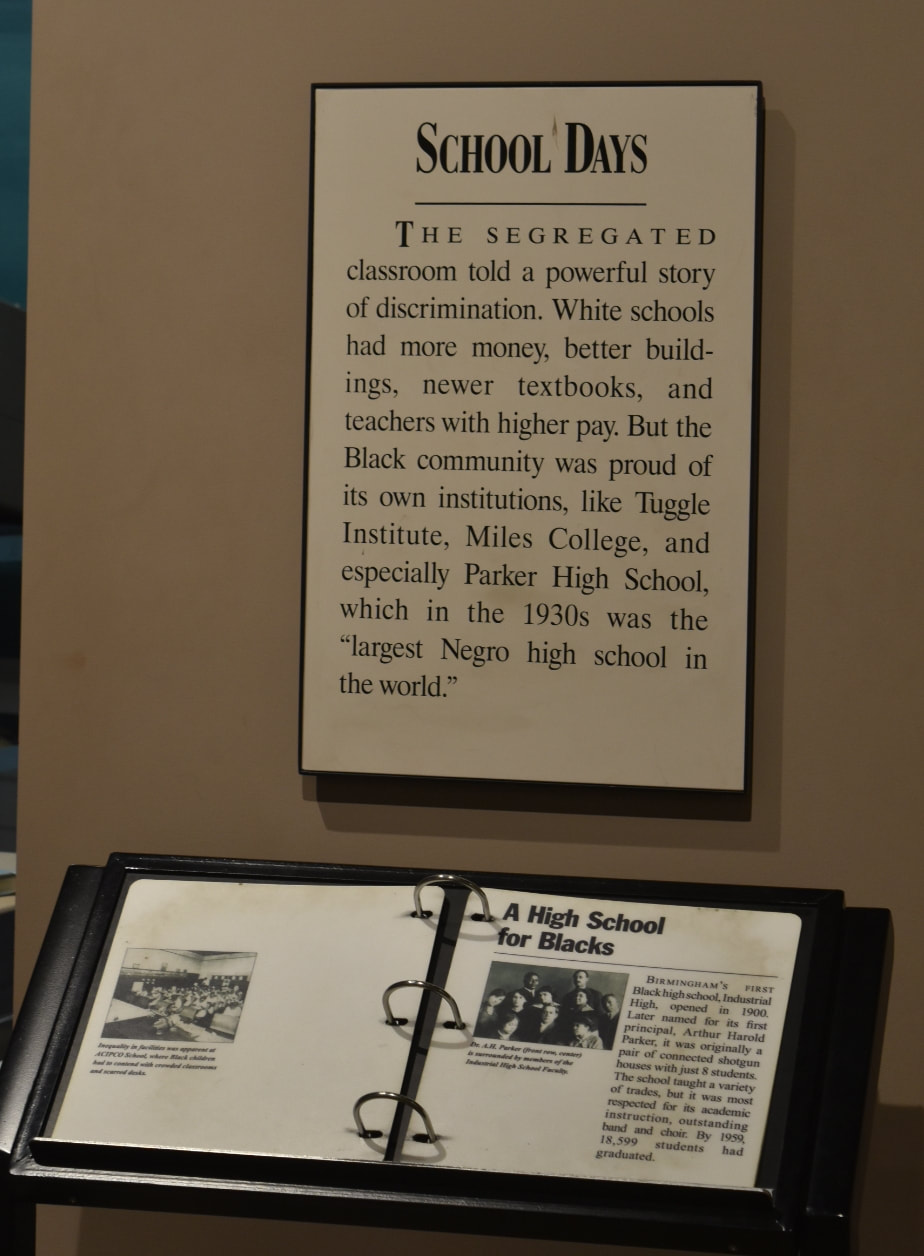 SCHOOL DAYS
THE SEGREGATED
classroom told a powerful story
of discrimination. White schools
had more money, better build-
ings, newer textbooks, and
teachers with higher pay. But the
Black community was proud of
its own institutions, like Tuggle
Institute, Miles College, and
especially Parker High School,
which in the 1930s was the
“largest Negro high school in
the world.”
Inequality in facilities was apparent at
ACIPCO School, where Black children
had to contend with crowded classrooms
and scarred desks.
A High School
for Blacks
Dr. A.H. Parker (front row, center)
is surrounded by members of the
Industrial High School Faculty.
BIRMINGHAM'S FIRST
Black high school, Industrial
High, opened in 1900.
Later named for its first
principal, Arthur Harold
Parker, it was originally a
pair of connected shotgun
houses with just 8 students.
The school taught a variety
of trades, but it was most
respected for its academic
instruction, outstanding
band and choir. By 1959,
18,599 students had
graduated.